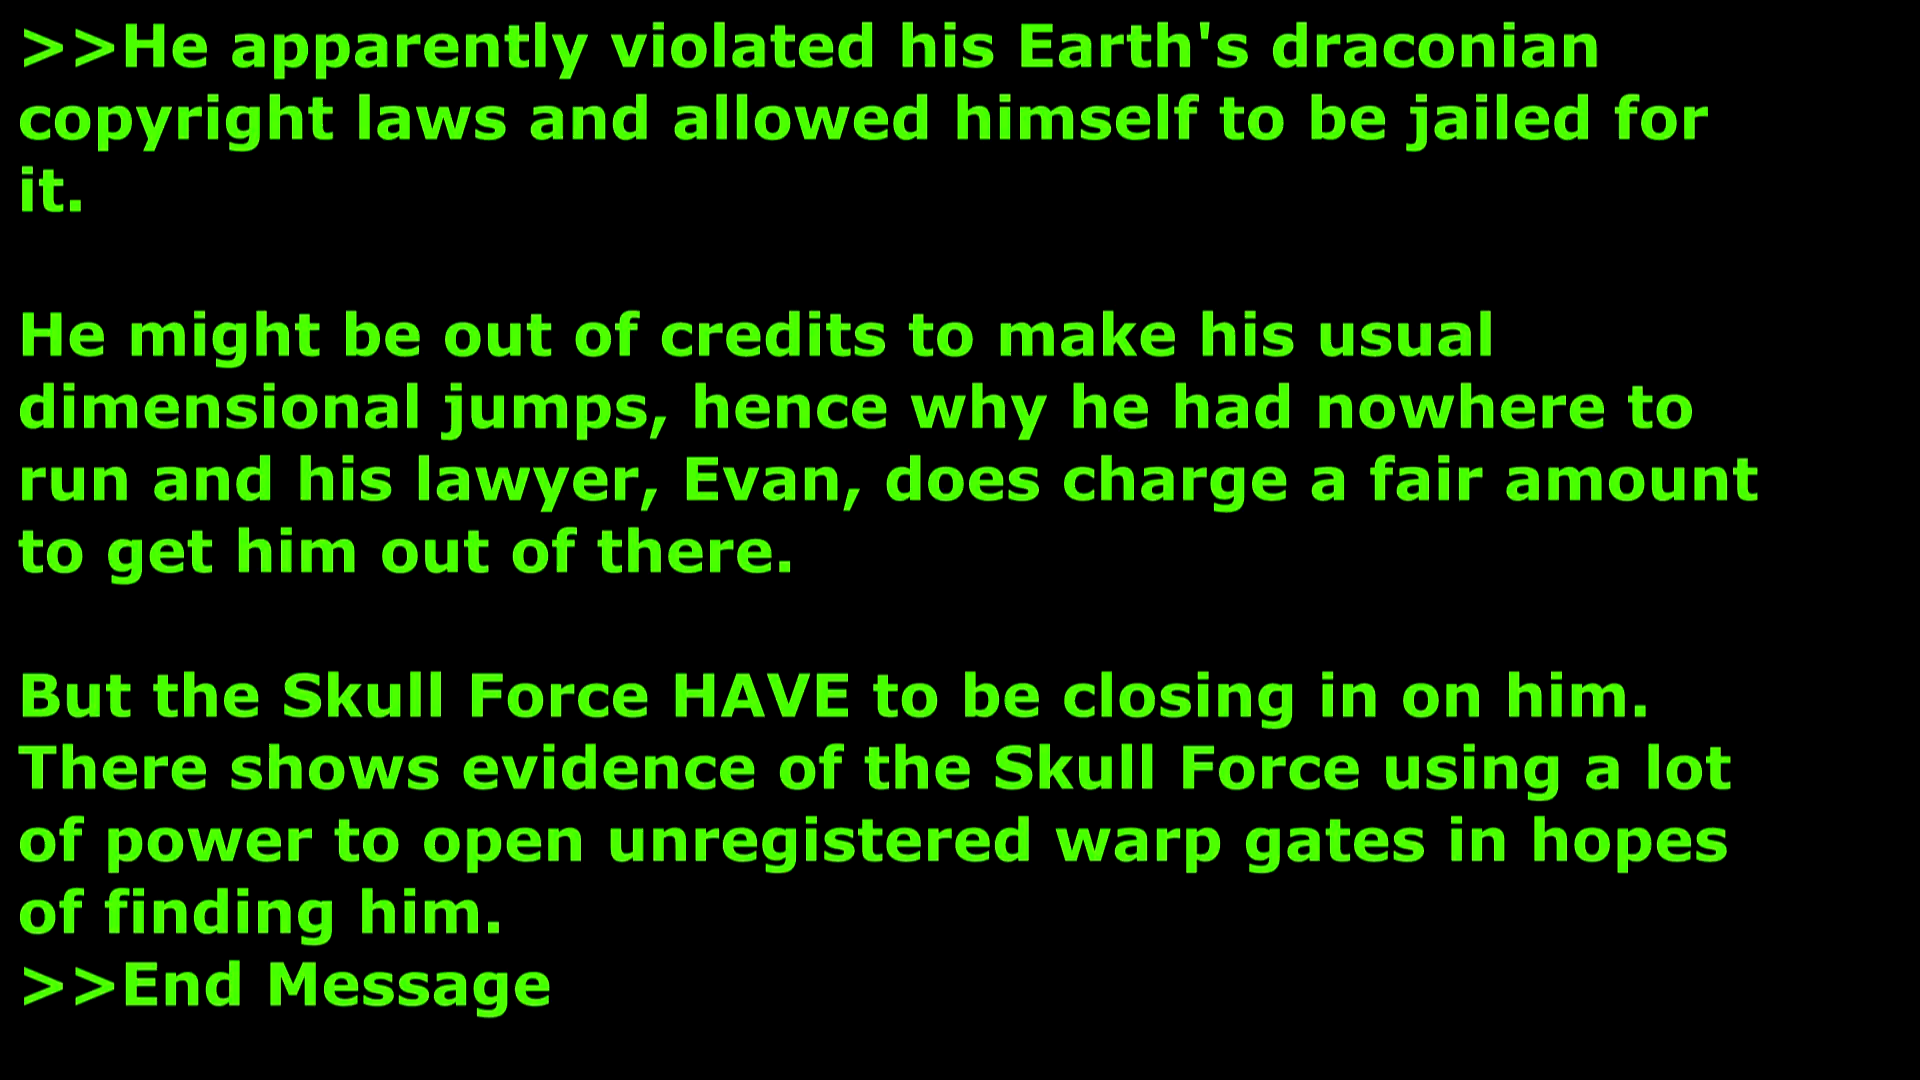 >>He apparently violated his Earth's draconian
copyright laws and allowed himself to be jailed for
it.
He might be out of credits to make his usual
dimensional jumps, hence why he had nowhere to
run and his lawyer, Evan, does charge a fair amount
to get him out of there.
But the Skull Force HAVE to be closing in on him.
There shows evidence of the Skull Force using a lot
of power to open unregistered warp gates in hopes
of finding him.
>>End Message